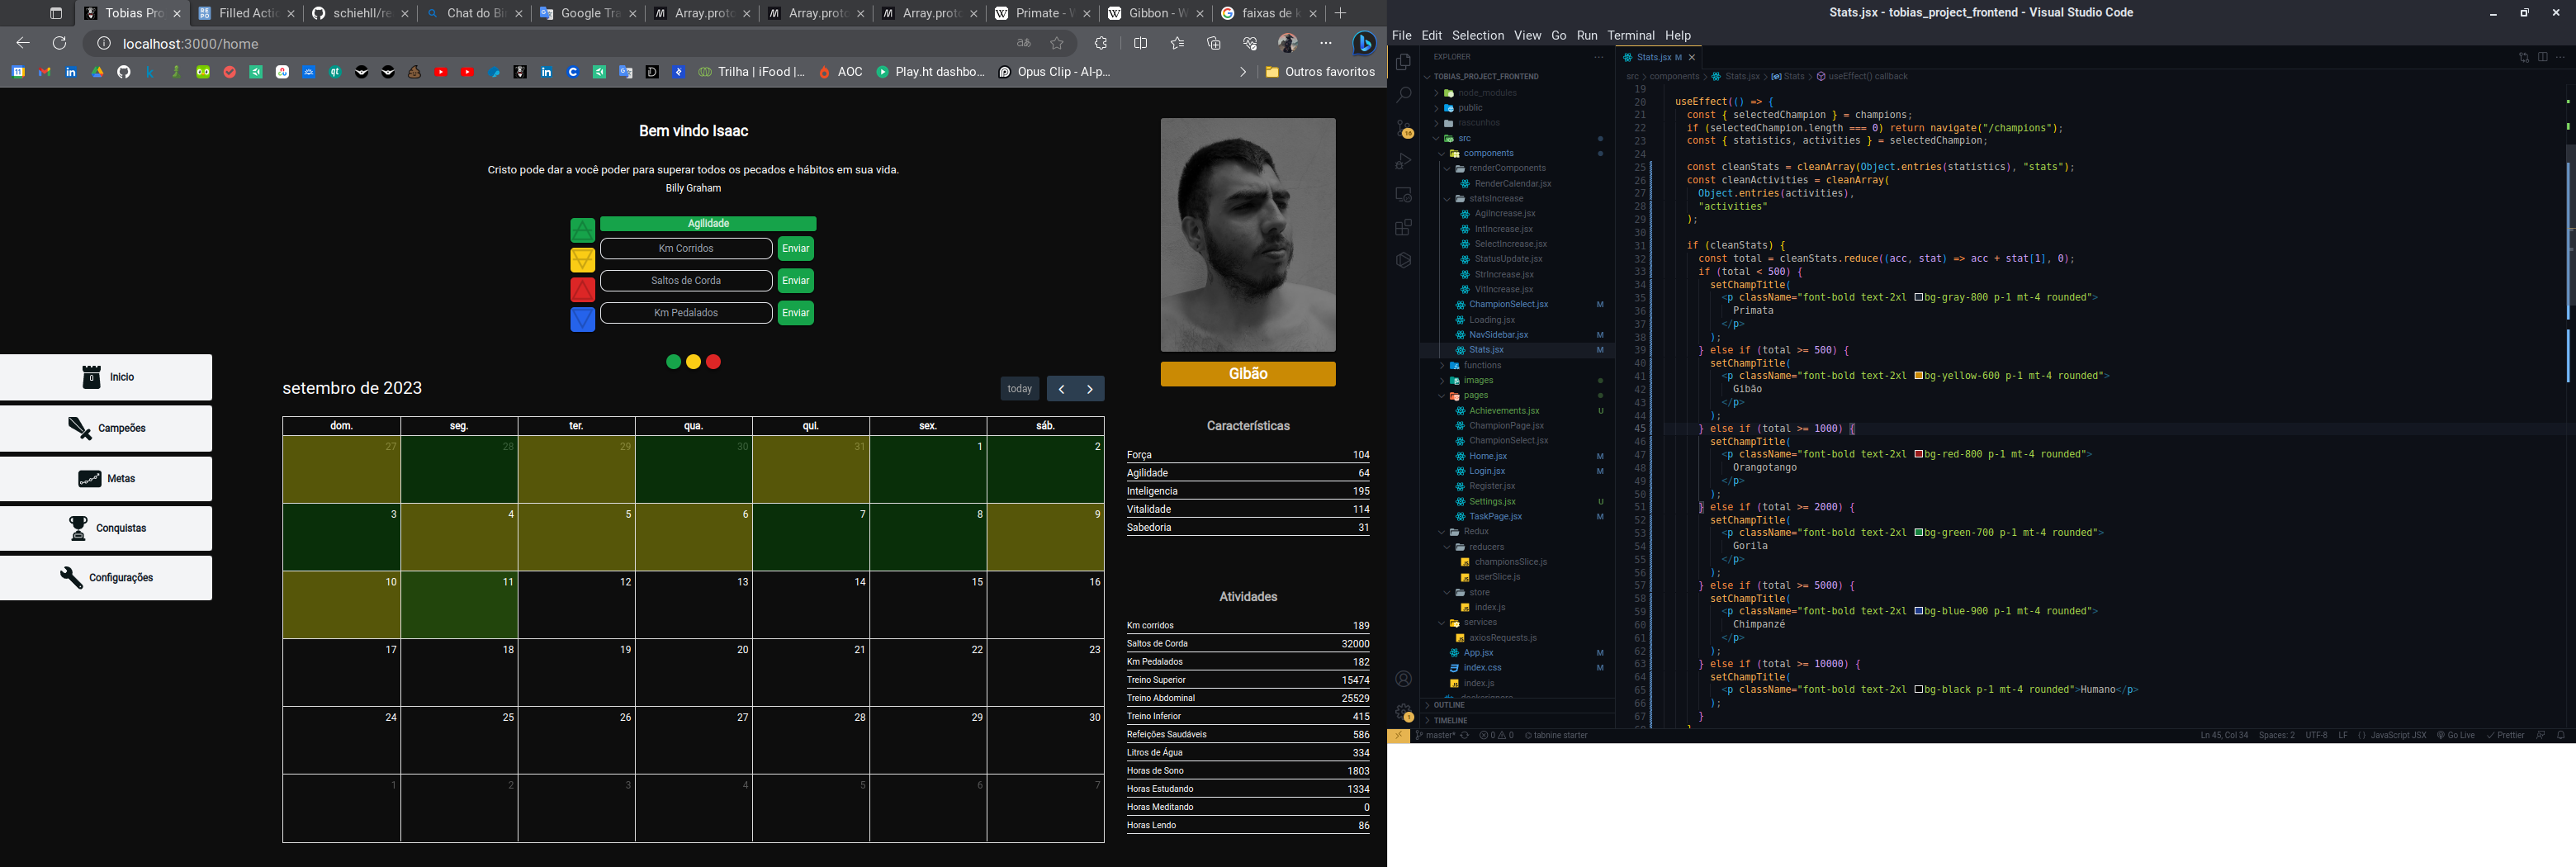 Tobias Pro
Filled Actio
schiehll/re
Chat do Bi
Google Tra
Array.proto
Array.proto
Array.proto
Primate - W
Gibbon - W
faixas de k
localhost:3000/home
Trilha | iFood |...
AOC
Play.ht dashbo...
Opus Clip - AI-p...
Outros favoritos
Bem vindo Isaac
Cristo pode dar a você poder para superar todos os pecados e hábitos em sua vida.
Billy Graham
Agilidade
Km Corridos
Enviar
Saltos de Corda
Enviar
Km Pedalados
Enviar
Inicio
Campeões
Metas
Conquistas
Configurações
setembro de 2023
today
dom. seg. ter. qua. qui. sex. sáb.
27 28 29 30 31 1 2
3 4 5 6 7 8 9
10 11 12 13 14 15 16
17 18 19 20 21 22 23
24 25 26 27 28 29 30
1 2 3 4 5 6 7
Gibão
Características
Força 104
Agilidade 64
Inteligencia 195
Vitalidade 114
Sabedoria 31
Atividades
Km corridos 189
Saltos de Corda 32000
Km Pedalados 182
Treino Superior 15474
Treino Abdominal 25529
Treino Inferior 415
Refeições Saudáveis 586
Litros de Água 334
Horas de Sono 1803
Horas Estudando 1334
Horas Meditando 0
Horas Lendo 86
Stats.jsx - tobias_project_frontend - Visual Studio Code
File Edit Selection View Go Run Terminal Help
EXPLORER
TOBIAS_PROJECT_FRONTEND
node_modules
public
rascunhos
src
components
renderComponents
RenderCalendar.jsx
statsIncrease
AgiIncrease.jsx
IntIncrease.jsx
SelectIncrease.jsx
StatusUpdate.jsx
StrIncrease.jsx
VitIncrease.jsx
ChampionSelect.jsx M
Loading.jsx
NavSidebar.jsx M
Stats.jsx M
functions
images
pages
Achievements.jsx U
ChampionPage.jsx
ChampionSelect.jsx
Home.jsx M
Login.jsx M
Register.jsx
Settings.jsx U
TaskPage.jsx M
Redux
reducers
championsSlice.js
userSlice.js
store
index.js
services
axiosRequests.js
App.jsx M
index.css M
index.js
OUTLINE
TIMELINE
Stats.jsx M
src > components > Stats.jsx > Stats > useEffect() callback
19
20 useEffect(() => {
21 const { selectedChampion } = champions;
22 if (selectedChampion.length === 0) return navigate("/champions");
23 const { statistics, activities } = selectedChampion;
24
25 const cleanStats = cleanArray(Object.entries(statistics), "stats");
26 const cleanActivities = cleanArray(
27 Object.entries(activities),
28 "activities"
29 );
30
31 if (cleanStats) {
32 const total = cleanStats.reduce((acc, stat) => acc + stat[1], 0);
33 if (total < 500) {
34 setChampTitle(
35 <p className="font-bold text-2xl bg-gray-800 p-1 mt-4 rounded">
36 Primata
37 </p>
38 );
39 } else if (total >= 500) {
40 setChampTitle(
41 <p className="font-bold text-2xl bg-yellow-600 p-1 mt-4 rounded">
42 Gibão
43 </p>
44 );
45 } else if (total >= 1000) {
46 setChampTitle(
47 <p className="font-bold text-2xl bg-red-800 p-1 mt-4 rounded">
48 Orangotango
49 </p>
50 );
51 } else if (total >= 2000) {
52 setChampTitle(
53 <p className="font-bold text-2xl bg-green-700 p-1 mt-4 rounded">
54 Gorila
55 </p>
56 );
57 } else if (total >= 5000) {
58 setChampTitle(
59 <p className="font-bold text-2xl bg-blue-900 p-1 mt-4 rounded">
60 Chimpanzé
61 </p>
62 );
63 } else if (total >= 10000) {
64 setChampTitle(
65 <p className="font-bold text-2xl bg-black p-1 mt-4 rounded">Humano</p>
66 );
67 }
master* 0 0 tabnine starter
Ln 45, Col 34 Spaces: 2 UTF-8 LF JavaScript JSX Go Live Prettier